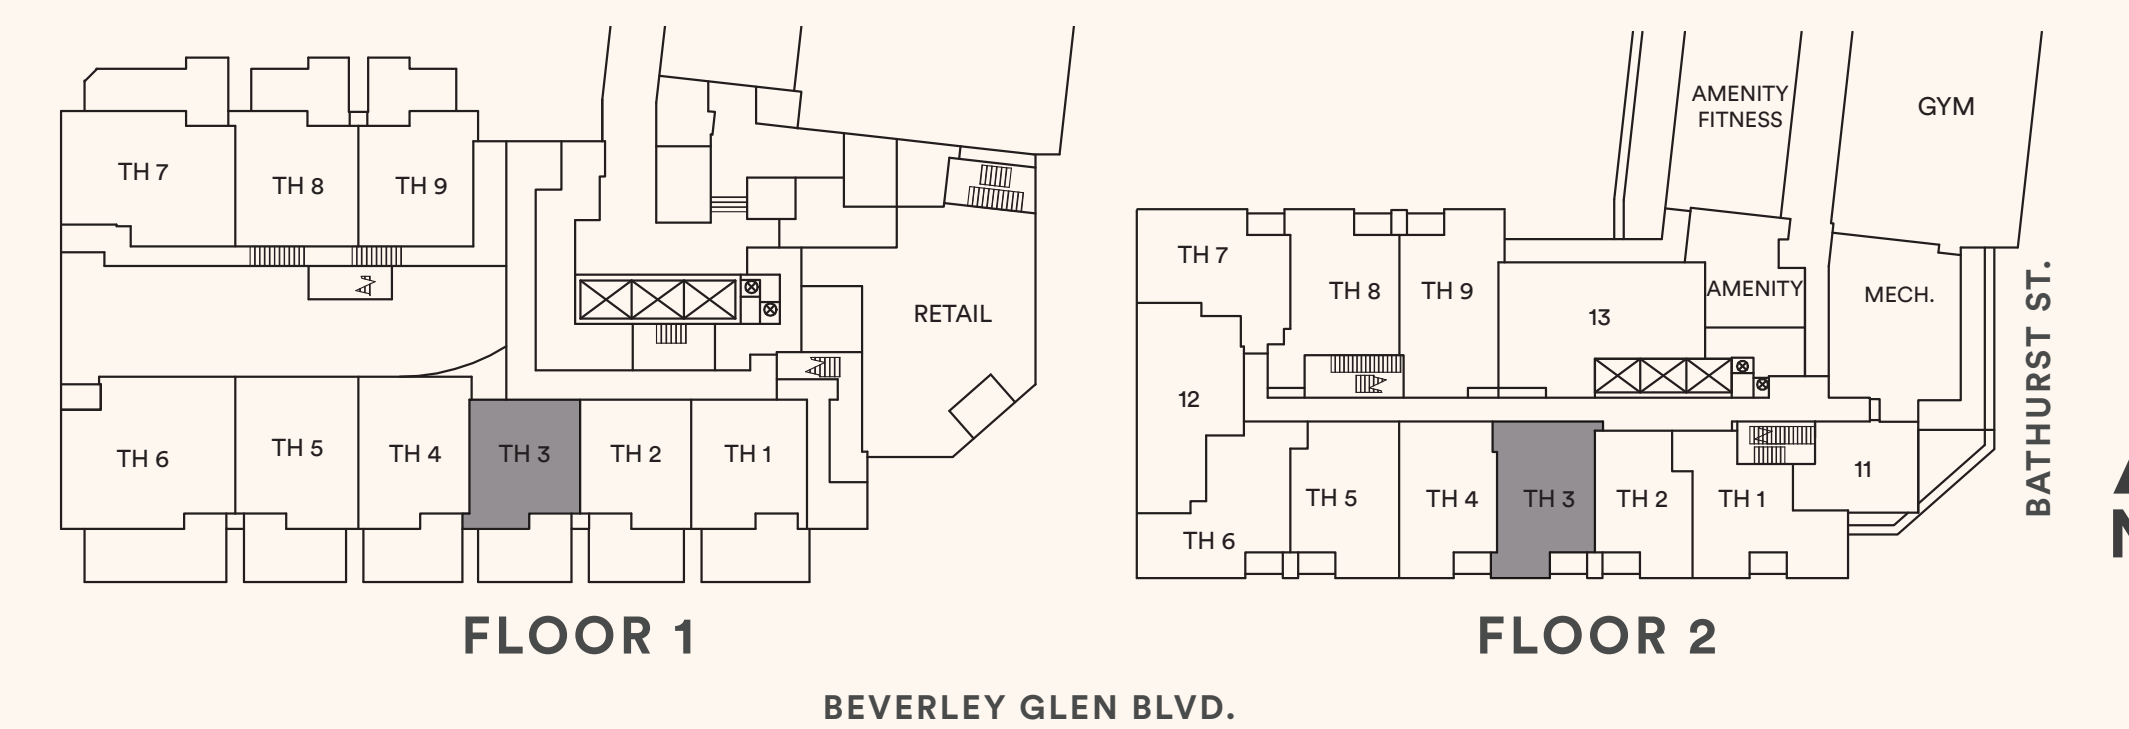 TH 7
TH 8
TH 9
RETAIL
TH 6
TH 5
TH 4
TH 3
TH 2
TH 1
FLOOR 1
AMENITY
FITNESS
GYM
TH 7
TH 8
TH 9
13
AMENITY
MECH.
12
11
TH 6
TH 5
TH 4
TH 3
TH 2
TH 1
FLOOR 2
BATHURST ST.
BEVERLEY GLEN BLVD.